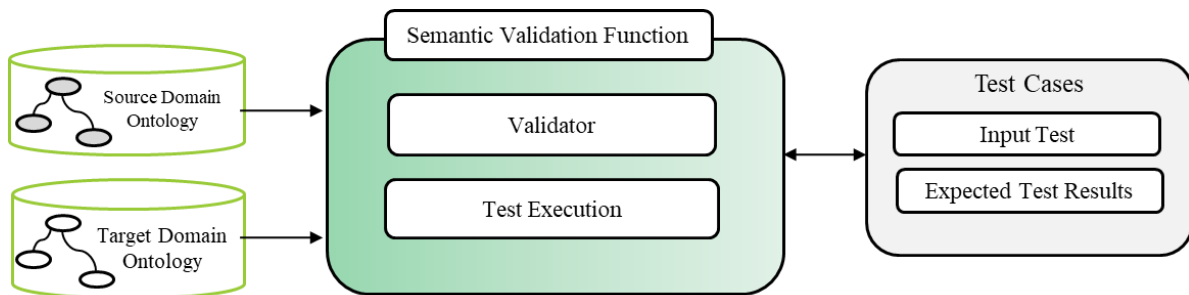 Semantic Validation Function
Source Domain
Ontology
Validator
Test Execution
Target Domain
Ontology
Test Cases
Input Test
Expected Test Results